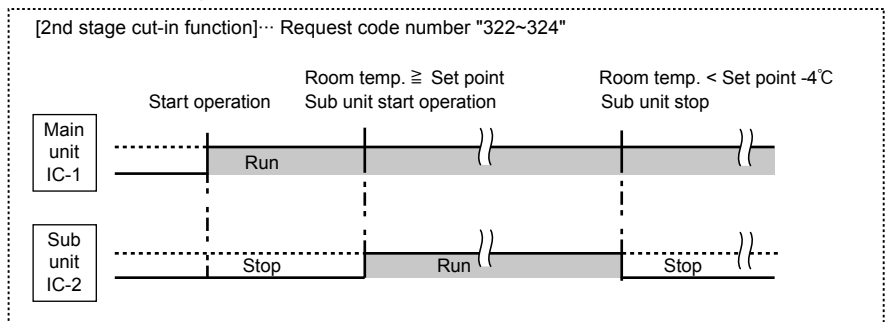 [2nd stage cut-in function]··· Request code number "322~324"
Room temp. ≧ Set point
Room temp. < Set point -4℃
Start operation
Sub unit start operation
Sub unit stop
Main
unit
IC-1
Run
Sub
unit
IC-2
Stop
Run
Stop